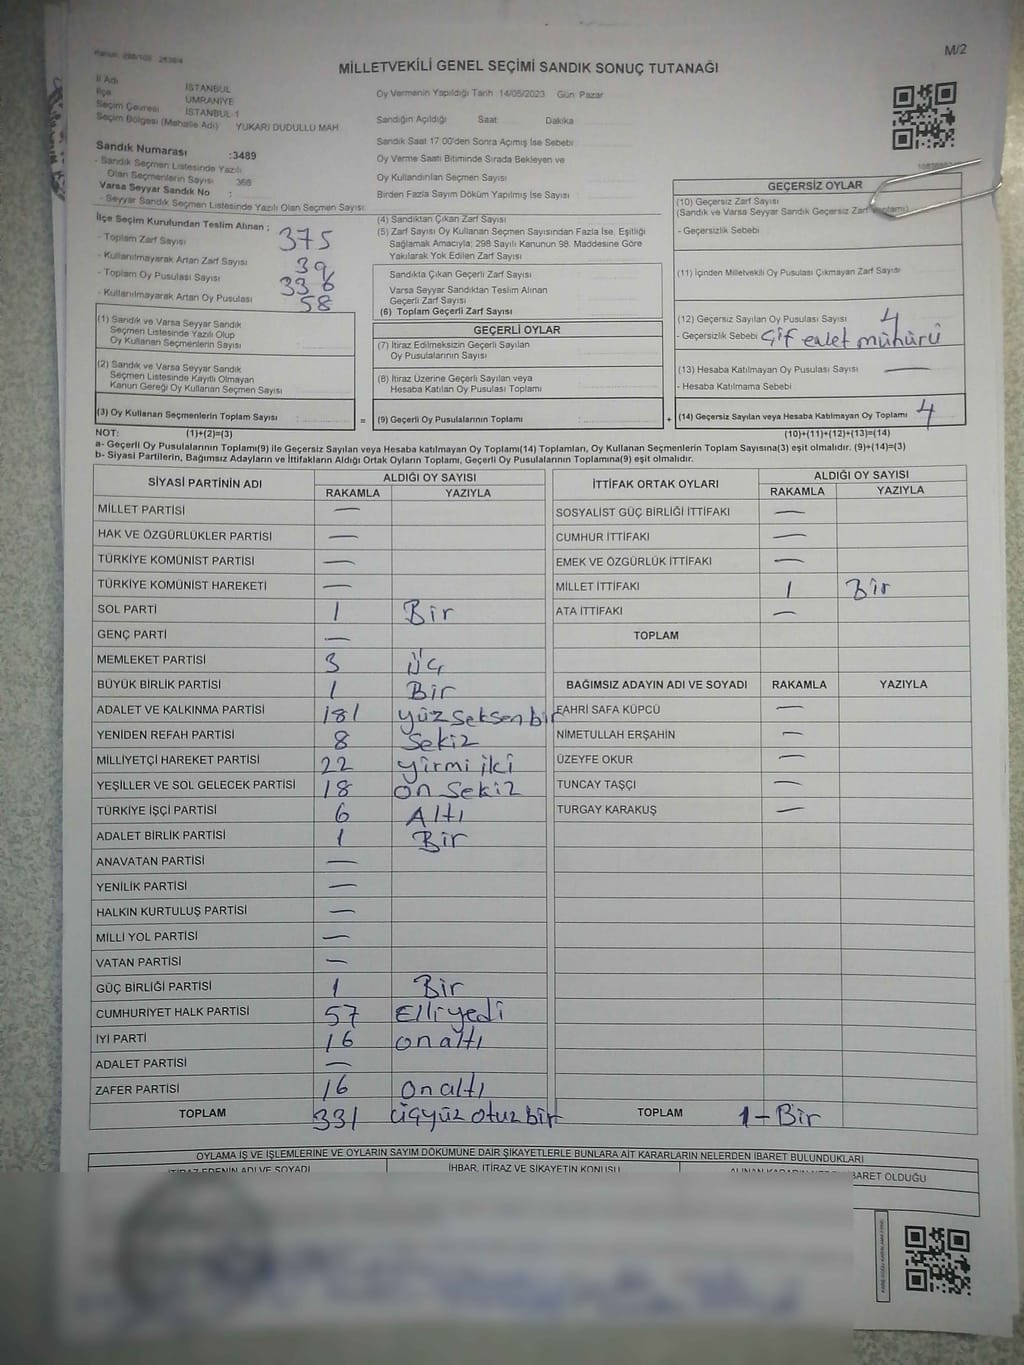 M/2
MİLLETVEKİLİ GENEL SEÇİMİ SANDIK SONUÇ TUTANAĞI
İl Adı İSTANBUL
İlçe ÜMRANİYE
Seçim Çevresi İSTANBUL-1
Seçim Bölgesi (Mahalle Adı) YUKARI DUDULLU MAH
Sandık Numarası :3489
- Sandık Seçmen Listesinde Yazılı
Olan Seçmenlerin Sayısı : 368
Varsa Seyyar Sandık No :
- Seyyar Sandık Seçmen Listesinde Yazılı Olan Seçmen Sayısı:
İlçe Seçim Kurulundan Teslim Alınan ;
- Toplam Zarf Sayısı 375
- Kullanılmayarak Artan Zarf Sayısı 39
- Toplam Oy Pusulası Sayısı 336
- Kullanılmayarak Artan Oy Pusulası 58
(1) Sandık ve Varsa Seyyar Sandık
Seçmen Listesinde Yazılı Olup
Oy Kullanan Seçmenlerin Sayısı
(2) Sandık ve Varsa Seyyar Sandık
Seçmen Listesinde Kayıtlı Olmayan
Kanun Gereği Oy Kullanan Seçmen Sayısı
(3) Oy Kullanan Seçmenlerin Toplam Sayısı :
Oy Vermenin Yapıldığı Tarih 14/05/2023 Gün Pazar
Sandığın Açıldığı Saat Dakika
Sandık Saat 17.00'den Sonra Açımış İse Sebebi
Oy Verme Saati Bitiminde Sırada Bekleyen ve
Oy Kullandırılan Seçmen Sayısı
Birden Fazla Sayım Döküm Yapılmış İse Sayısı
(4) Sandıktan Çıkan Zarf Sayısı
(5) Zarf Sayısı Oy Kullanan Seçmen Sayısından Fazla İse, Eşitliği
Sağlamak Amacıyla; 298 Sayılı Kanunun 98. Maddesine Göre
Yakılarak Yok Edilen Zarf Sayısı
Sandıkta Çıkan Geçerli Zarf Sayısı
Varsa Seyyar Sandıktan Teslim Alınan
Geçerli Zarf Sayısı
(6) Toplam Geçerli Zarf Sayısı
GEÇERLİ OYLAR
(7) İtiraz Edilmeksizin Geçerli Sayılan
Oy Pusulalarının Sayısı
(8) İtiraz Üzerine Geçerli Sayılan veya
Hesaba Katılan Oy Pusulası Toplamı
= (9) Geçerli Oy Pusulalarının Toplamı
GEÇERSİZ OYLAR
(10) Geçersiz Zarf Sayısı
(Sandık ve Varsa Seyyar Sandık Geçersiz Zarf Toplamı)
- Geçersizlik Sebebi
(11) İçinden Milletvekili Oy Pusulası Çıkmayan Zarf Sayısı
(12) Geçersiz Sayılan Oy Pusulası Sayısı 4
- Geçersizlik Sebebi Çif evlet mühürü
(13) Hesaba Katılmayan Oy Pusulası Sayısı —
- Hesaba Katılmama Sebebi
+ (14) Geçersiz Sayılan veya Hesaba Katılmayan Oy Toplamı 4
NOT: (1)+(2)=(3) (10)+(11)+(12)+(13)=(14)
a- Geçerli Oy Pusulalarının Toplamı(9) ile Geçersiz Sayılan veya Hesaba katılmayan Oy Toplamı(14) Toplamları, Oy Kullanan Seçmenlerin Toplam Sayısına(3) eşit olmalıdır. (9)+(14)=(3)
b- Siyasi Partilerin, Bağımsız Adayların ve İttifakların Aldığı Ortak Oyların Toplamı, Geçerli Oy Pusulalarının Toplamına(9) eşit olmalıdır.
SİYASİ PARTİNİN ADI ALDIĞI OY SAYISI
RAKAMLA YAZIYLA
MİLLET PARTİSİ —
HAK VE ÖZGÜRLÜKLER PARTİSİ —
TÜRKİYE KOMÜNİST PARTİSİ —
TÜRKİYE KOMÜNİST HAREKETİ —
SOL PARTİ 1 Bir
GENÇ PARTİ —
MEMLEKET PARTİSİ 3 üç
BÜYÜK BİRLİK PARTİSİ 1 Bir
ADALET VE KALKINMA PARTİSİ 181 yüz seksen bir
YENİDEN REFAH PARTİSİ 8 Sekiz
MİLLİYETÇİ HAREKET PARTİSİ 22 yirmi iki
YEŞİLLER VE SOL GELECEK PARTİSİ 18 on Sekiz
TÜRKİYE İŞÇİ PARTİSİ 6 Altı
ADALET BİRLİK PARTİSİ 1 Bir
ANAVATAN PARTİSİ —
YENİLİK PARTİSİ —
HALKIN KURTULUŞ PARTİSİ —
MİLLİ YOL PARTİSİ —
VATAN PARTİSİ —
GÜÇ BİRLİĞİ PARTİSİ 1 Bir
CUMHURİYET HALK PARTİSİ 57 Elliyedi
İYİ PARTİ 16 onaltı
ADALET PARTİSİ —
ZAFER PARTİSİ 16 onaltı
TOPLAM 331 üçyüz otuz bir
İTTİFAK ORTAK OYLARI ALDIĞI OY SAYISI
RAKAMLA YAZIYLA
SOSYALİST GÜÇ BİRLİĞİ İTTİFAKI —
CUMHUR İTTİFAKI —
EMEK VE ÖZGÜRLÜK İTTİFAKI —
MİLLET İTTİFAKI 1 Bir
ATA İTTİFAKI —
TOPLAM
BAĞIMSIZ ADAYIN ADI VE SOYADI RAKAMLA YAZIYLA
FAHRİ SAFA KÜPCÜ —
NİMETULLAH ERŞAHİN —
ÜZEYFE OKUR —
TUNCAY TAŞÇI —
TURGAY KARAKUŞ —
TOPLAM 1 - Bir
OYLAMA İŞ VE İŞLEMLERİNE VE OYLARIN SAYIM DÖKÜMÜNE DAİR ŞİKAYETLERLE BUNLARA AİT KARARLARIN NELERDEN İBARET BULUNDUKLARI
İTİRAZ EDENİN ADI VE SOYADI İHBAR, İTİRAZ VE ŞİKAYETİN KONUSU ALINAN KARARIN NEDEN İBARET OLDUĞU